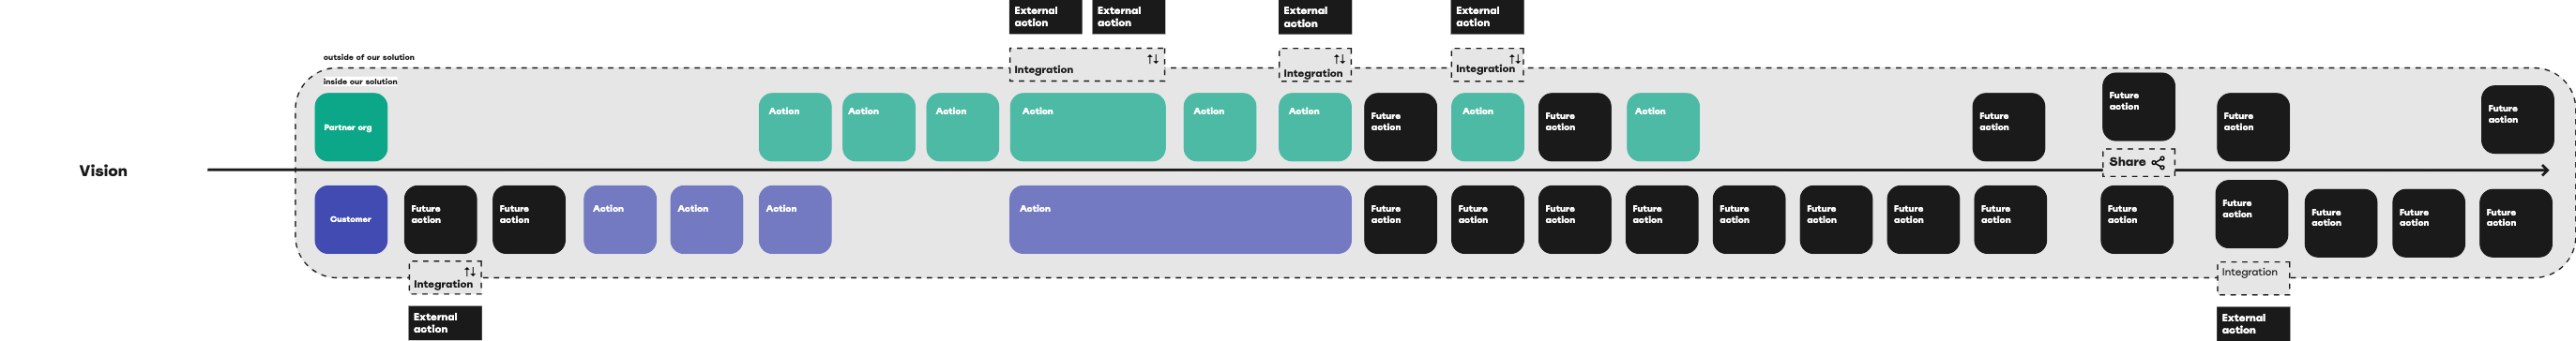 External
action
External
action
External
action
External
action
outside of our solution
Integration
Integration
Integration
inside our solution
Partner org
Action
Action
Action
Action
Action
Action
Future
action
Action
Future
action
Action
Future
action
Future
action
Future
action
Future
action
Vision
Share
Customer
Future
action
Future
action
Action
Action
Action
Action
Future
action
Future
action
Future
action
Future
action
Future
action
Future
action
Future
action
Future
action
Future
action
Future
action
Future
action
Future
action
Future
action
Integration
Integration
External
action
External
action